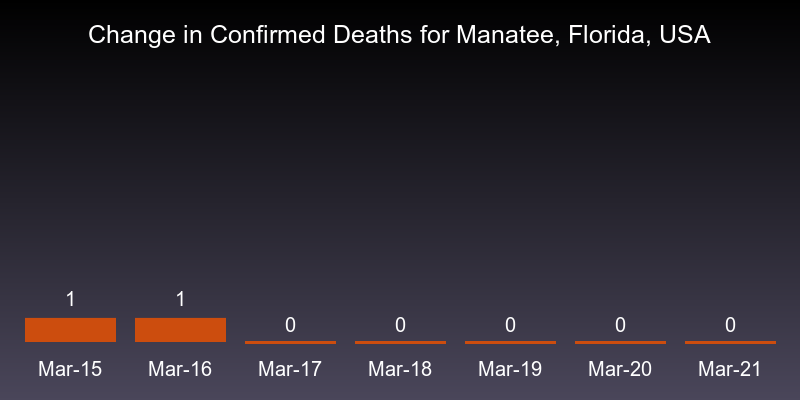 Change in Confirmed Deaths for Manatee, Florida, USA
1 1 0 0 0 0 0
Mar-15 Mar-16 Mar-17 Mar-18 Mar-19 Mar-20 Mar-21